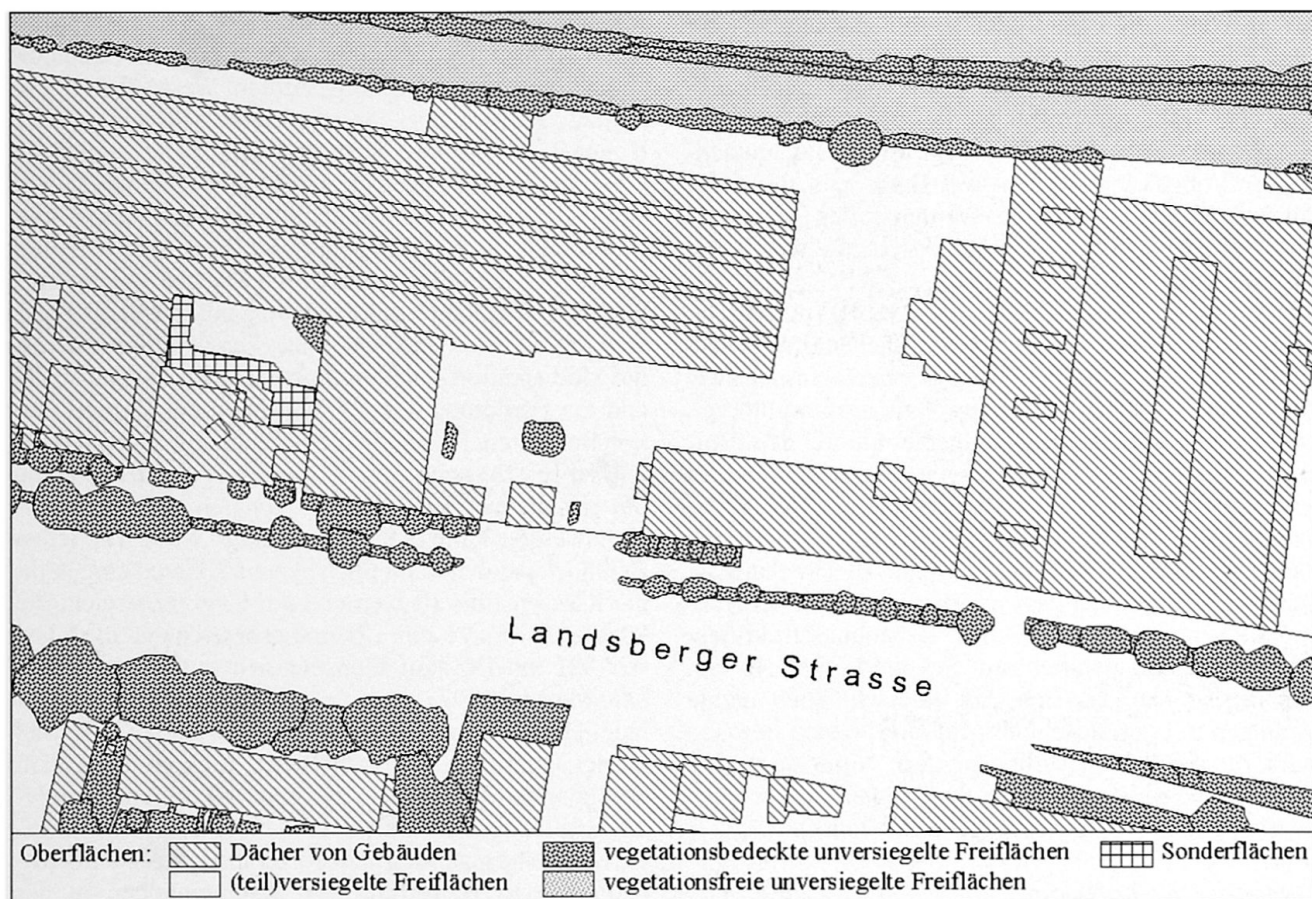 Landsberger Strasse
Oberflächen: Dächer von Gebäuden vegetationsbedeckte unversiegelte Freiflächen Sonderflächen
(teil)versiegelte Freiflächen vegetationsfreie unversiegelte Freiflächen